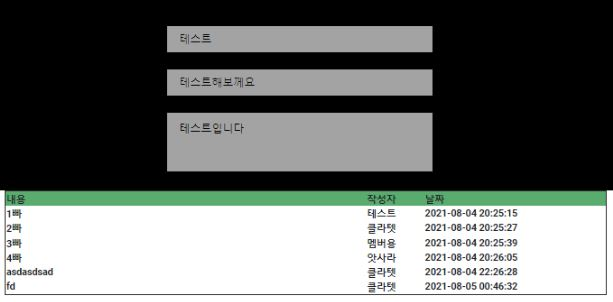 테스트
테스트해보께요
테스트입니다
내용 작성자 날짜
1빠 테스트 2021-08-04 20:25:15
2빠 클라텟 2021-08-04 20:25:27
3빠 멤버용 2021-08-04 20:25:39
4빠 앗사라 2021-08-04 20:26:05
asdasdsad 클라텟 2021-08-04 22:26:28
fd 클라텟 2021-08-05 00:46:32